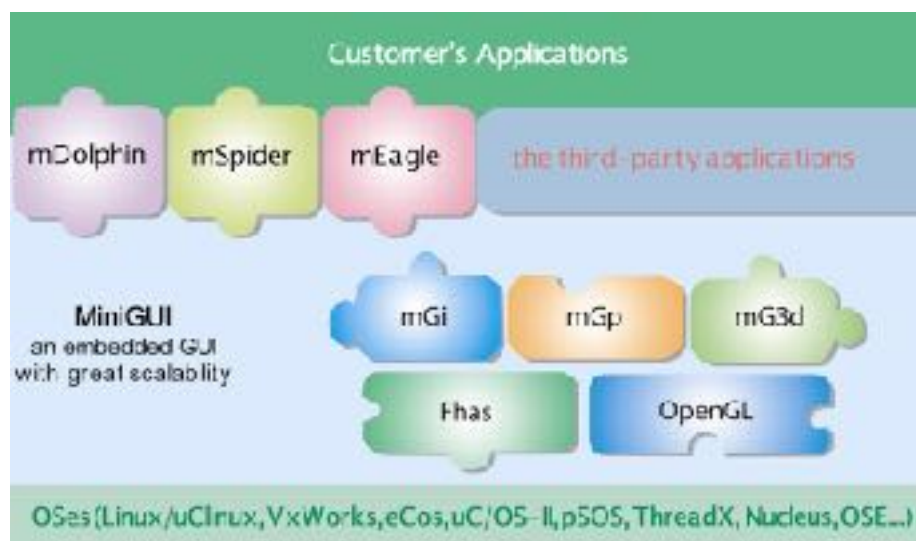 Customer's Applications
mDolphin mSpider mEagle the third-party applications
MiniGUI
an embedded GUI
with great scalability
mGi mGp mG3d
Fhas OpenGL
OSes(Linux/uClinux,VxWorks,eCos,uC/OS-II,pSOS,ThreadX,Nucleus,OSE...)